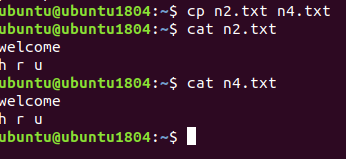 ubuntu@ubuntu1804:~$ cp n2.txt n4.txt
ubuntu@ubuntu1804:~$ cat n2.txt
welcome
h r u
ubuntu@ubuntu1804:~$ cat n4.txt
welcome
h r u
ubuntu@ubuntu1804:~$